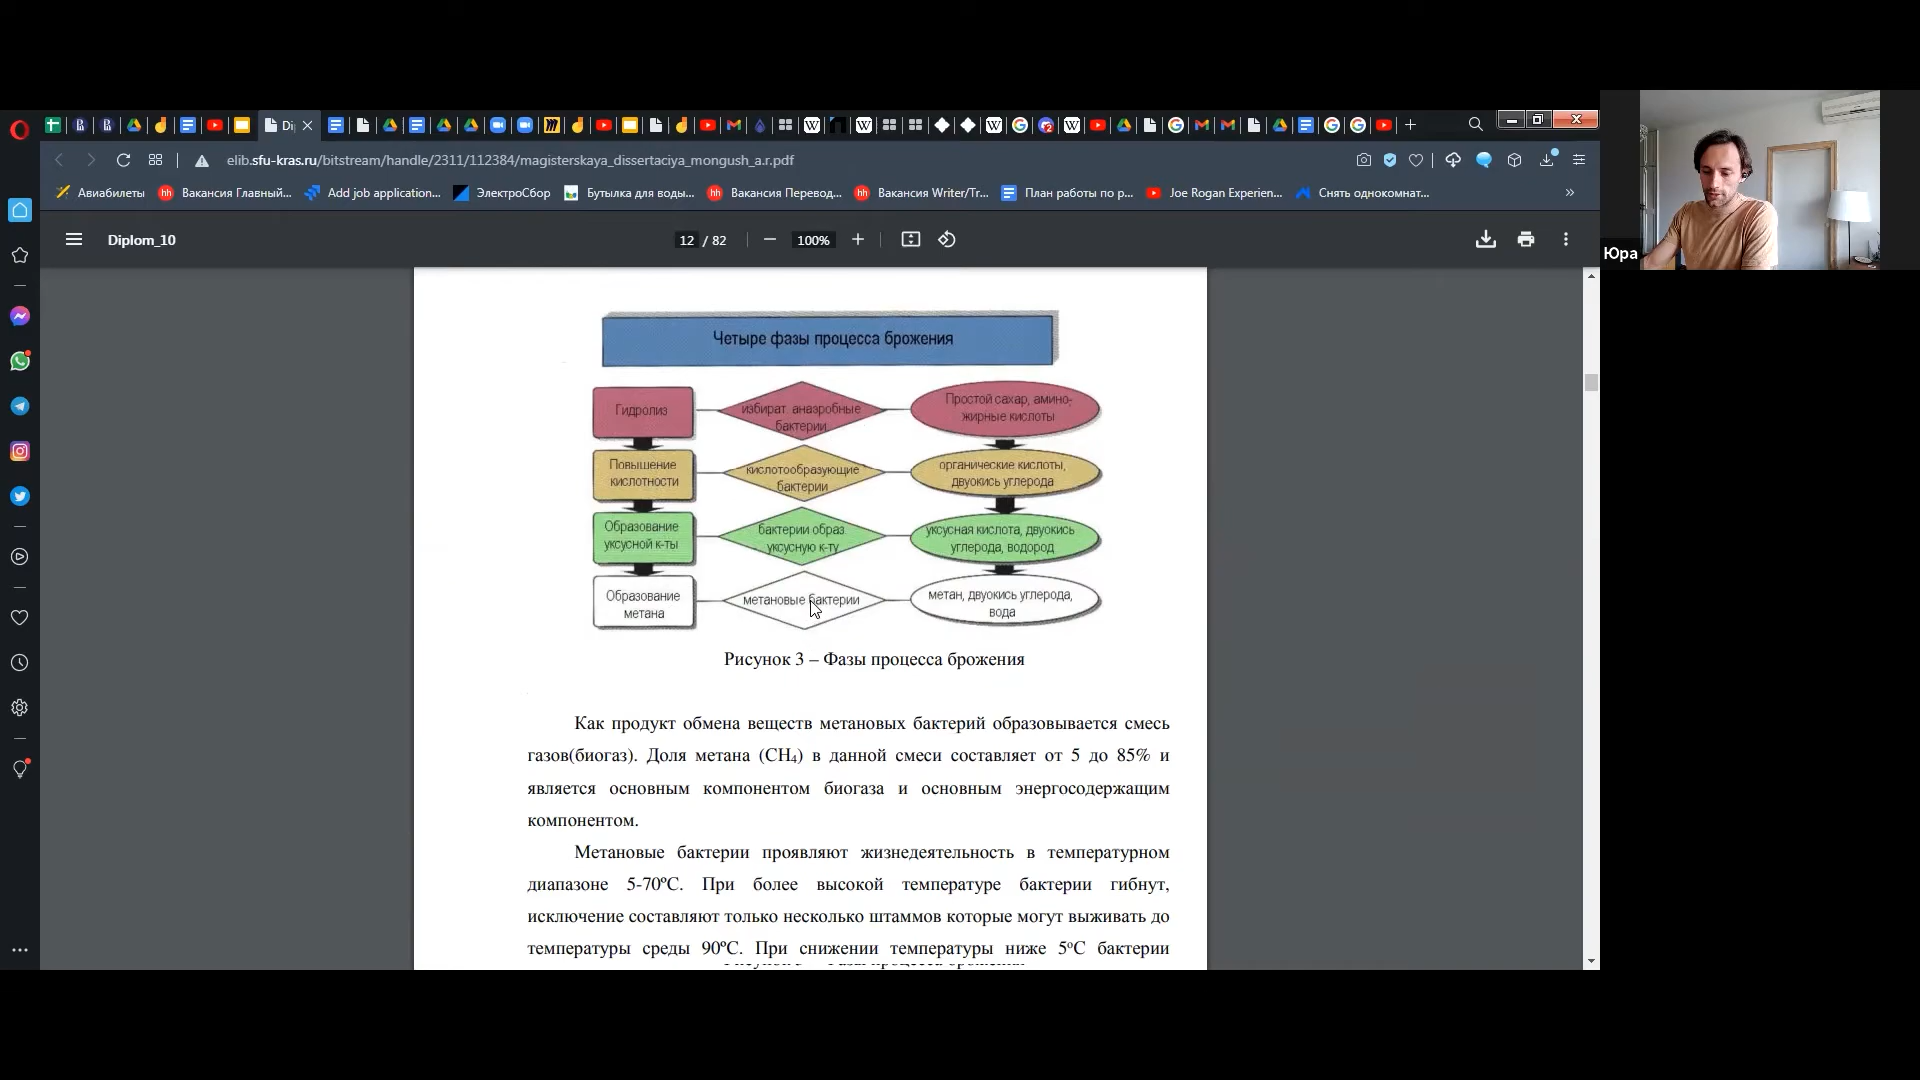 Di
elib.sfu-kras.ru/bitstream/handle/2311/112384/magisterskaya_dissertaciya_mongush_a.r.pdf
Авиабилеты
Вакансия Главный...
Add job application...
ЭлектроСбор
Бутылка для воды...
Вакансия Перевод...
Вакансия Writer/Tr...
План работы по р...
Joe Rogan Experien...
Снять однокомнат...
Юра
Diplom_10
12 / 82
100%
Четыре фазы процесса брожения
Гидролиз
избират анаэробные
бактерии
Простой сахар, амино-
жирные кислоты
Повышение
кислотности
кислотообразующие
бактерии
органические кислоты,
двуокись углерода
Образование
уксусной к-ты
бактерии образ
уксусную к-ту
уксусная кислота, двуокись
углерода, водород
Образование
метана
метановые бактерии
метан, двуокись углерода,
вода
Рисунок 3 – Фазы процесса брожения
Как продукт обмена веществ метановых бактерий образовывается смесь
газов(биогаз). Доля метана (CH₄) в данной смеси составляет от 5 до 85% и
является основным компонентом биогаза и основным энергосодержащим
компонентом.
Метановые бактерии проявляют жизнедеятельность в температурном
диапазоне 5-70ºС. При более высокой температуре бактерии гибнут,
исключение составляют только несколько штаммов которые могут выживать до
температуры среды 90ºС. При снижении температуры ниже 5ºС бактерии